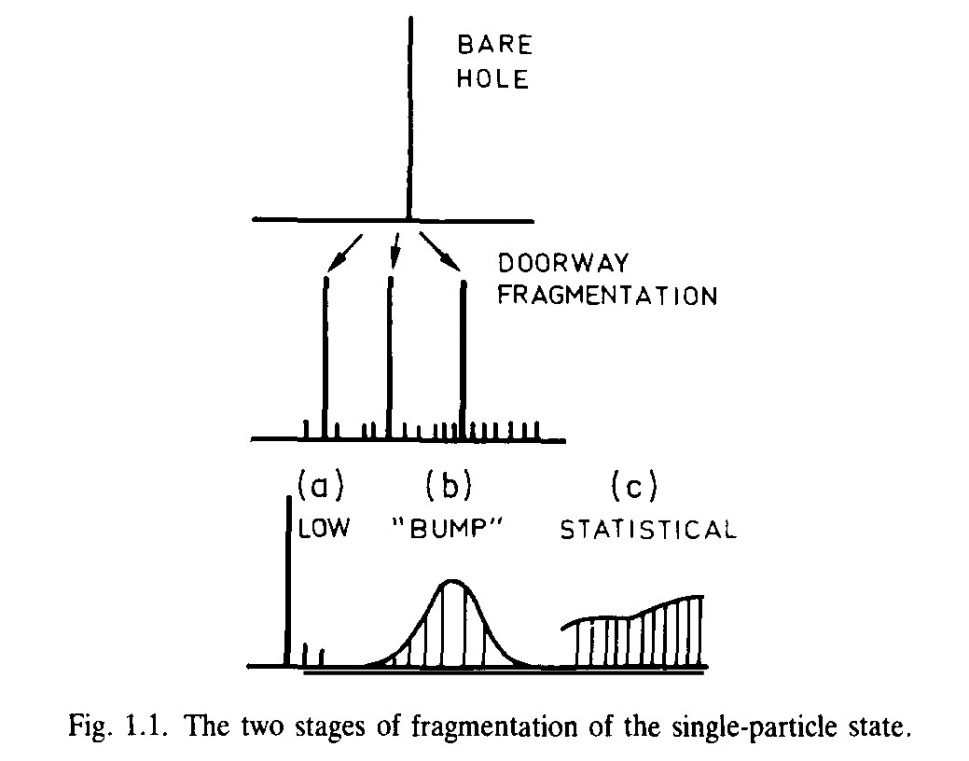 BARE
HOLE
DOORWAY
FRAGMENTATION
(a) (b) (c)
LOW "BUMP" STATISTICAL
Fig. 1.1. The two stages of fragmentation of the single-particle state.